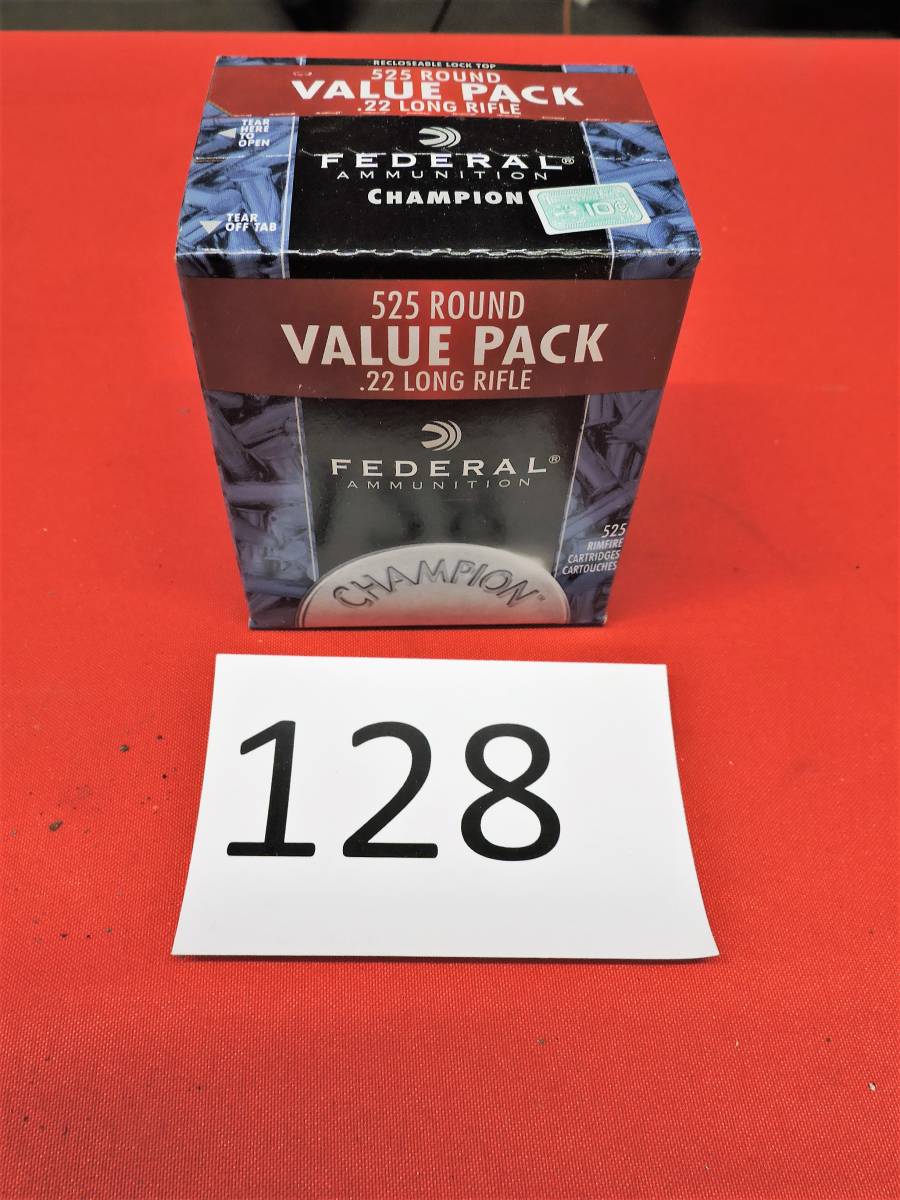 RECLOSEABLE LOCK TOP
525 ROUND
VALUE PACK
.22 LONG RIFLE
TEAR
HERE
TO
OPEN
FEDERAL®
AMMUNITION
CHAMPION
TEAR
OFF TAB
525 ROUND
VALUE PACK
.22 LONG RIFLE
FEDERAL®
AMMUNITION
525
RIMFIRE
CARTRIDGES
CARTOUCHES
CHAMPION™
128